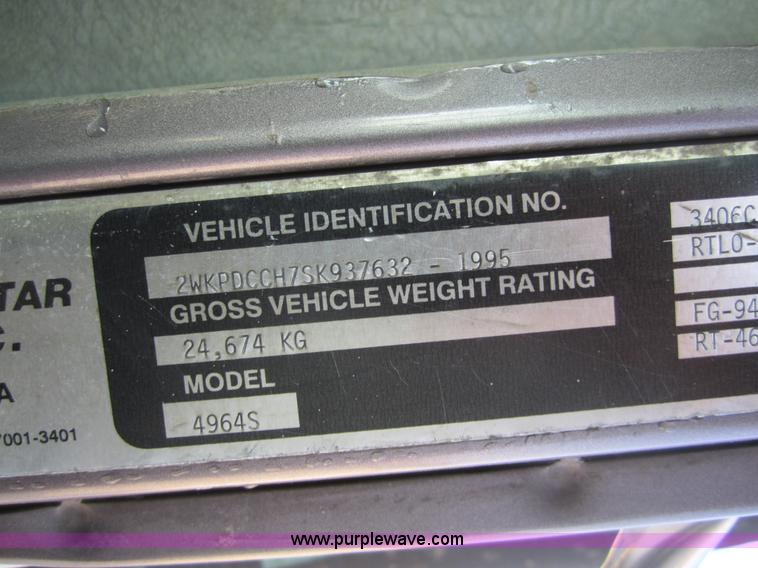 VEHICLE IDENTIFICATION NO.
2WKPDCCH7SK937632 - 1995
GROSS VEHICLE WEIGHT RATING
24,674 KG
MODEL
4964S
3406C
RTLO-
FG-94
RT-46
TAR
C.
A
7001-3401
www.purplewave.com